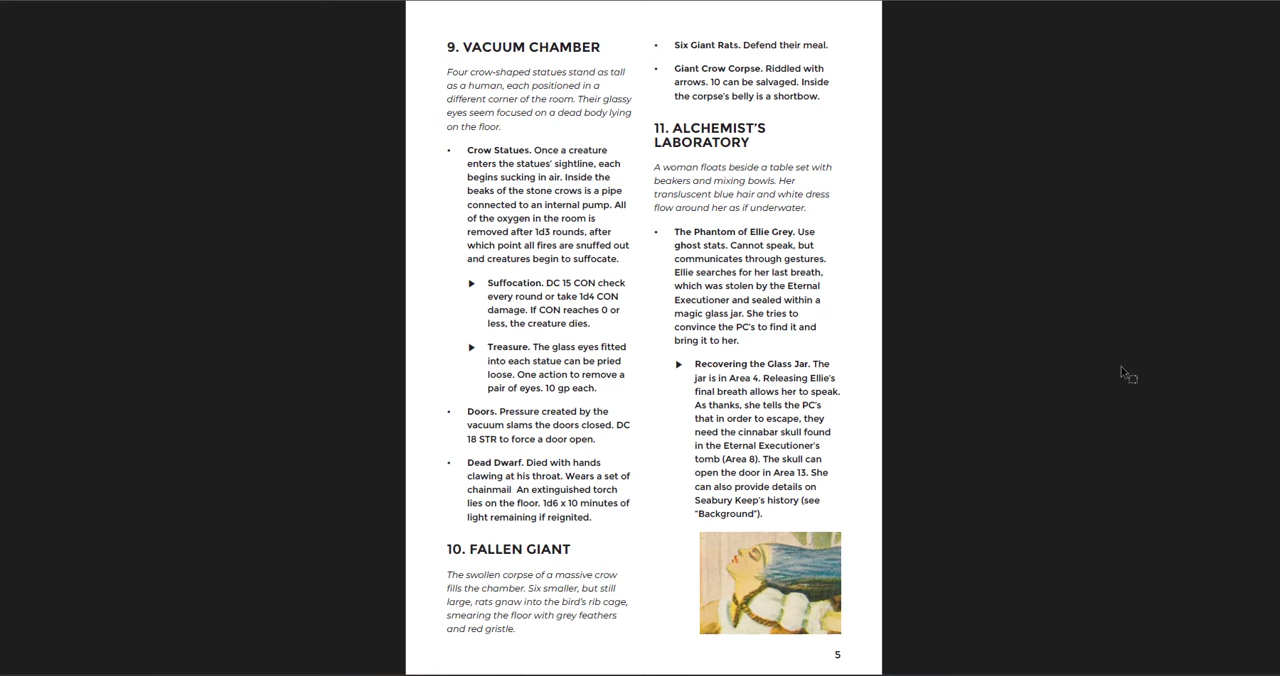 9. VACUUM CHAMBER
Four crow-shaped statues stand as tall
as a human, each positioned in a
different corner of the room. Their glassy
eyes seem focused on a dead body lying
on the floor.
• Crow Statues. Once a creature
enters the statues' sightline, each
begins sucking in air. Inside the
beaks of the stone crows is a pipe
connected to an internal pump. All
of the oxygen in the room is
removed after 1d3 rounds, after
which point all fires are snuffed out
and creatures begin to suffocate.
▶ Suffocation. DC 15 CON check
every round or take 1d4 CON
damage. If CON reaches 0 or
less, the creature dies.
▶ Treasure. The glass eyes fitted
into each statue can be pried
loose. One action to remove a
pair of eyes. 10 gp each.
• Doors. Pressure created by the
vacuum slams the doors closed. DC
18 STR to force a door open.
• Dead Dwarf. Died with hands
clawing at his throat. Wears a set of
chainmail  An extinguished torch
lies on the floor. 1d6 x 10 minutes of
light remaining if reignited.
10. FALLEN GIANT
The swollen corpse of a massive crow
fills the chamber. Six smaller, but still
large, rats gnaw into the bird's rib cage,
smearing the floor with grey feathers
and red gristle.
• Six Giant Rats. Defend their meal.
• Giant Crow Corpse. Riddled with
arrows. 10 can be salvaged. Inside
the corpse's belly is a shortbow.
11. ALCHEMIST'S
LABORATORY
A woman floats beside a table set with
beakers and mixing bowls. Her
transluscent blue hair and white dress
flow around her as if underwater.
• The Phantom of Ellie Grey. Use
ghost stats. Cannot speak, but
communicates through gestures.
Ellie searches for her last breath,
which was stolen by the Eternal
Executioner and sealed within a
magic glass jar. She tries to
convince the PC's to find it and
bring it to her.
▶ Recovering the Glass Jar. The
jar is in Area 4. Releasing Ellie's
final breath allows her to speak.
As thanks, she tells the PC's
that in order to escape, they
need the cinnabar skull found
in the Eternal Executioner's
tomb (Area 8). The skull can
open the door in Area 13. She
can also provide details on
Seabury Keep's history (see
"Background").
5